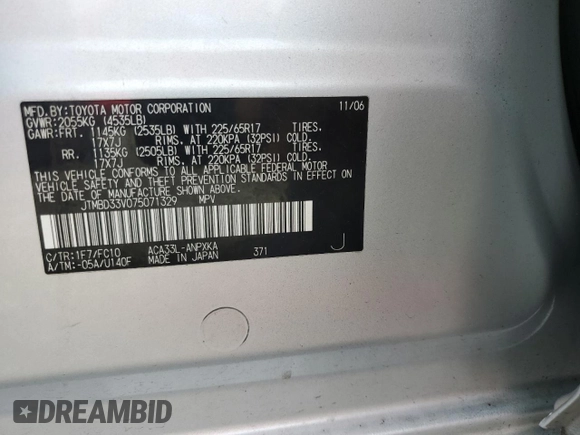 MFD.BY:TOYOTA MOTOR CORPORATION 11/06
GVWR:2055KG (4535LB)
GAWR:FRT. 1145KG (2535LB) WITH 225/65R17 TIRES.
17X7J RIMS. AT 220KPA (32PSI) COLD.
RR. 1135KG (2505LB) WITH 225/65R17 TIRES.
17X7J RIMS. AT 220KPA (32PSI) COLD.
THIS VEHICLE CONFORMS TO ALL APPLICABLE FEDERAL MOTOR
VEHICLE SAFETY AND THEFT PREVENTION STANDARDS IN EFFECT ON THE
DATE OF MANUFACTURE SHOWN ABOVE.
JTMBD33V075071329 MPV
C/TR:1F7/FC10 ACA33L-ANPXKA 371 J
A/TM:-05A/U140F MADE IN JAPAN
DREAMBID